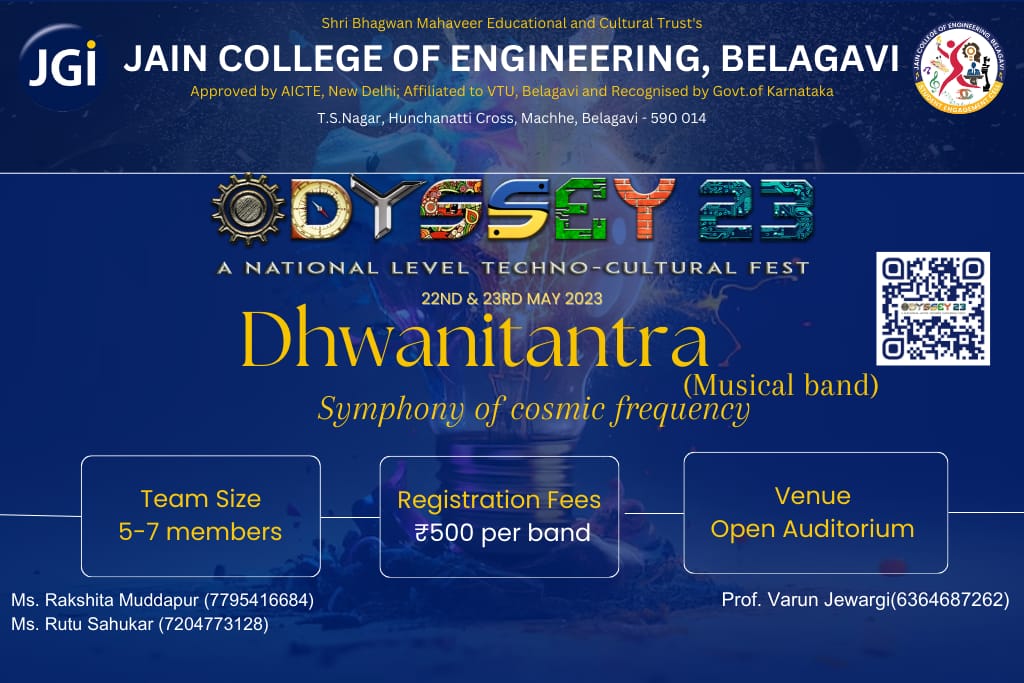 Shri Bhagwan Mahaveer Educational and Cultural Trust's
JGi
JAIN COLLEGE OF ENGINEERING, BELAGAVI
JAIN COLLEGE OF ENGINEERING, BELAGAVI
STUDENT ENGAGEMENT CELL
Approved by AICTE, New Delhi; Affiliated to VTU, Belagavi and Recognised by Govt.of Karnataka
T.S.Nagar, Hunchanatti Cross, Machhe, Belagavi - 590 014
ODYSSEY 23
A NATIONAL LEVEL TECHNO-CULTURAL FEST
22ND & 23RD MAY 2023
ODYSSEY 23
Dhwanitantra
(Musical band)
Symphony of cosmic frequency
Team Size
5-7 members
Registration Fees
₹500 per band
Venue
Open Auditorium
Ms. Rakshita Muddapur (7795416684)
Ms. Rutu Sahukar (7204773128)
Prof. Varun Jewargi(6364687262)